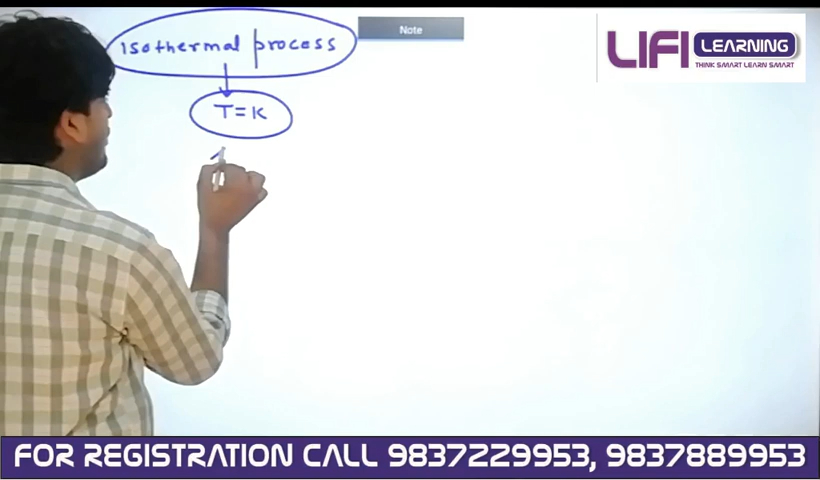 Isothermal process
Note
T=K
LIFI LEARNING
THINK SMART LEARN SMART
FOR REGISTRATION CALL 9837229953, 9837889953